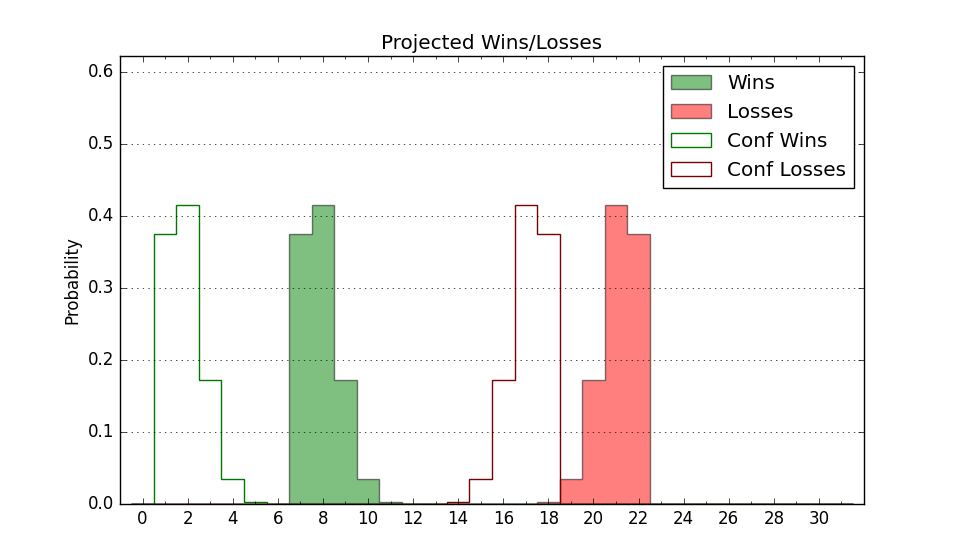 Projected Wins/Losses
Wins
Losses
Conf Wins
Conf Losses
Probability
0.6
0.5
0.4
0.3
0.2
0.1
0.0
0 2 4 6 8 10 12 14 16 18 20 22 24 26 28 30